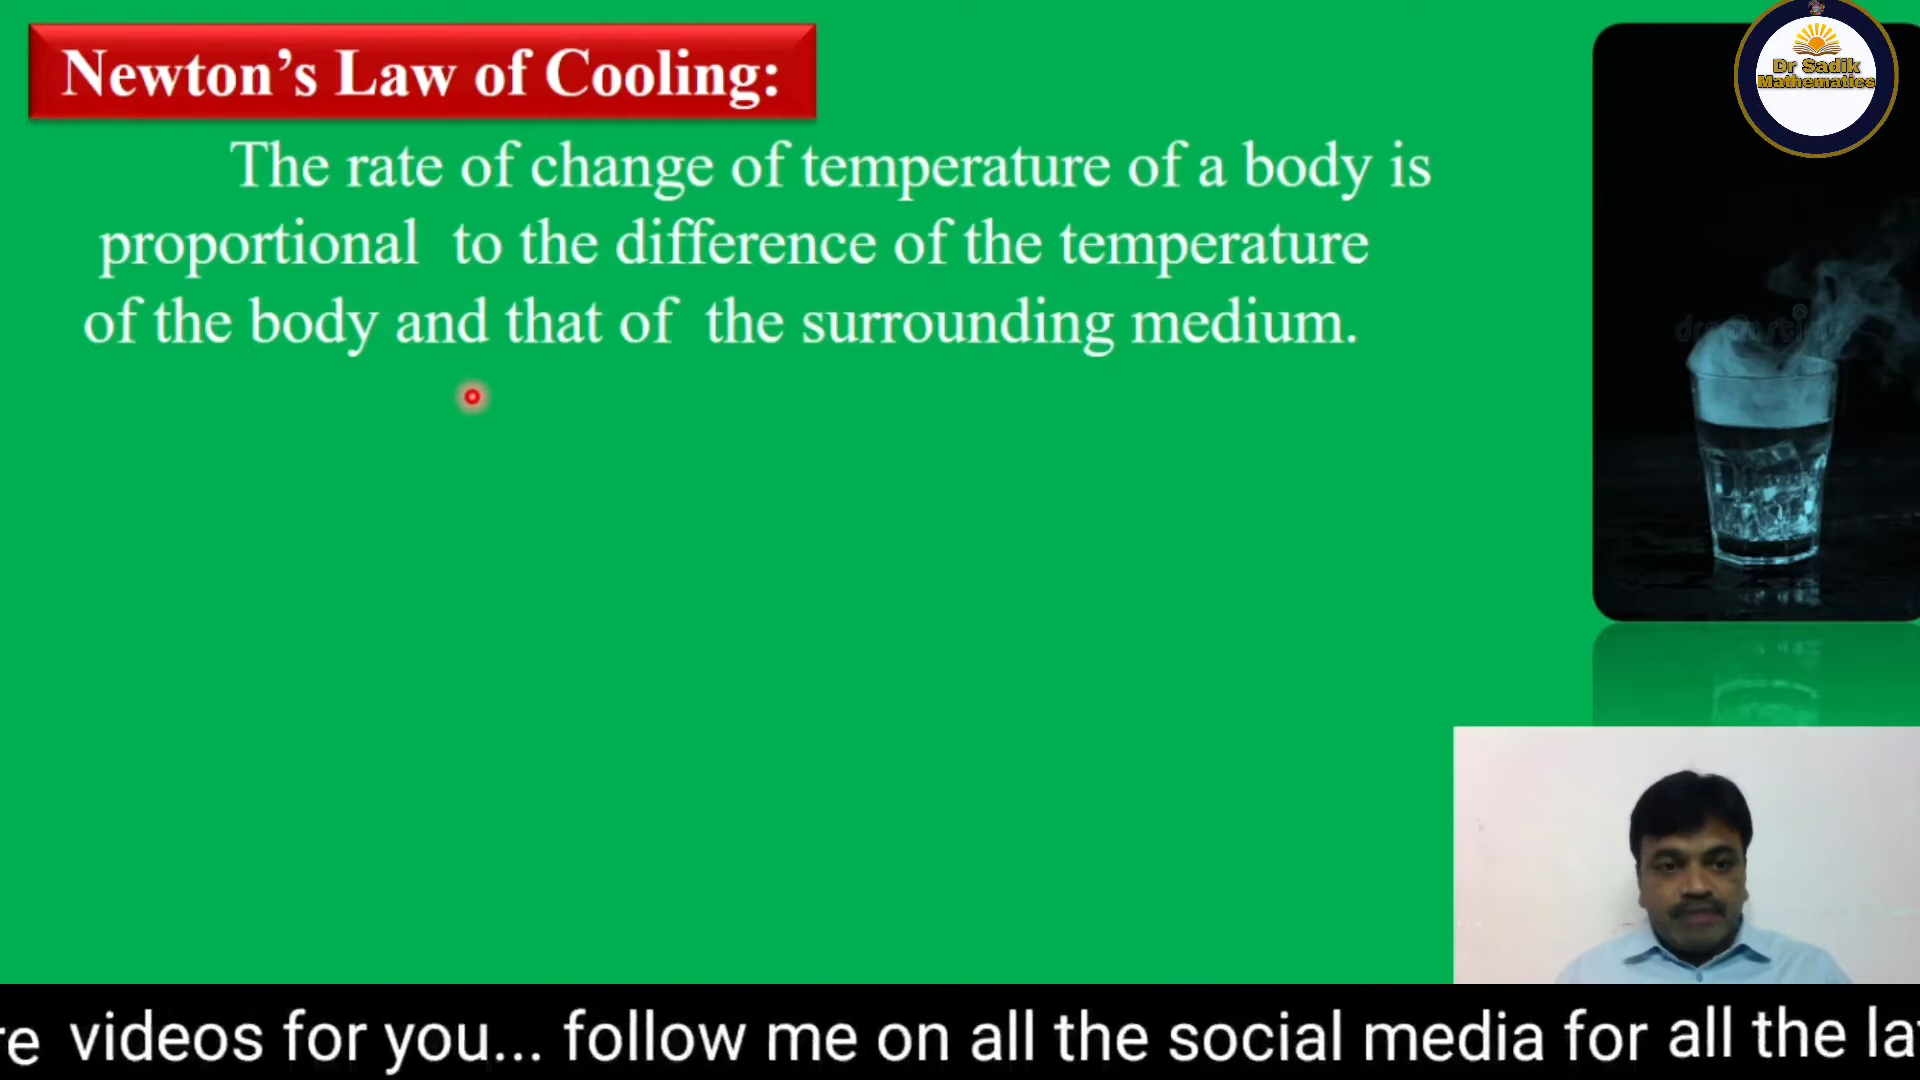 Newton's Law of Cooling:
Dr Sadik
Mathematics
The rate of change of temperature of a body is
proportional to the difference of the temperature
of the body and that of the surrounding medium.
re videos for you... follow me on all the social media for all the la